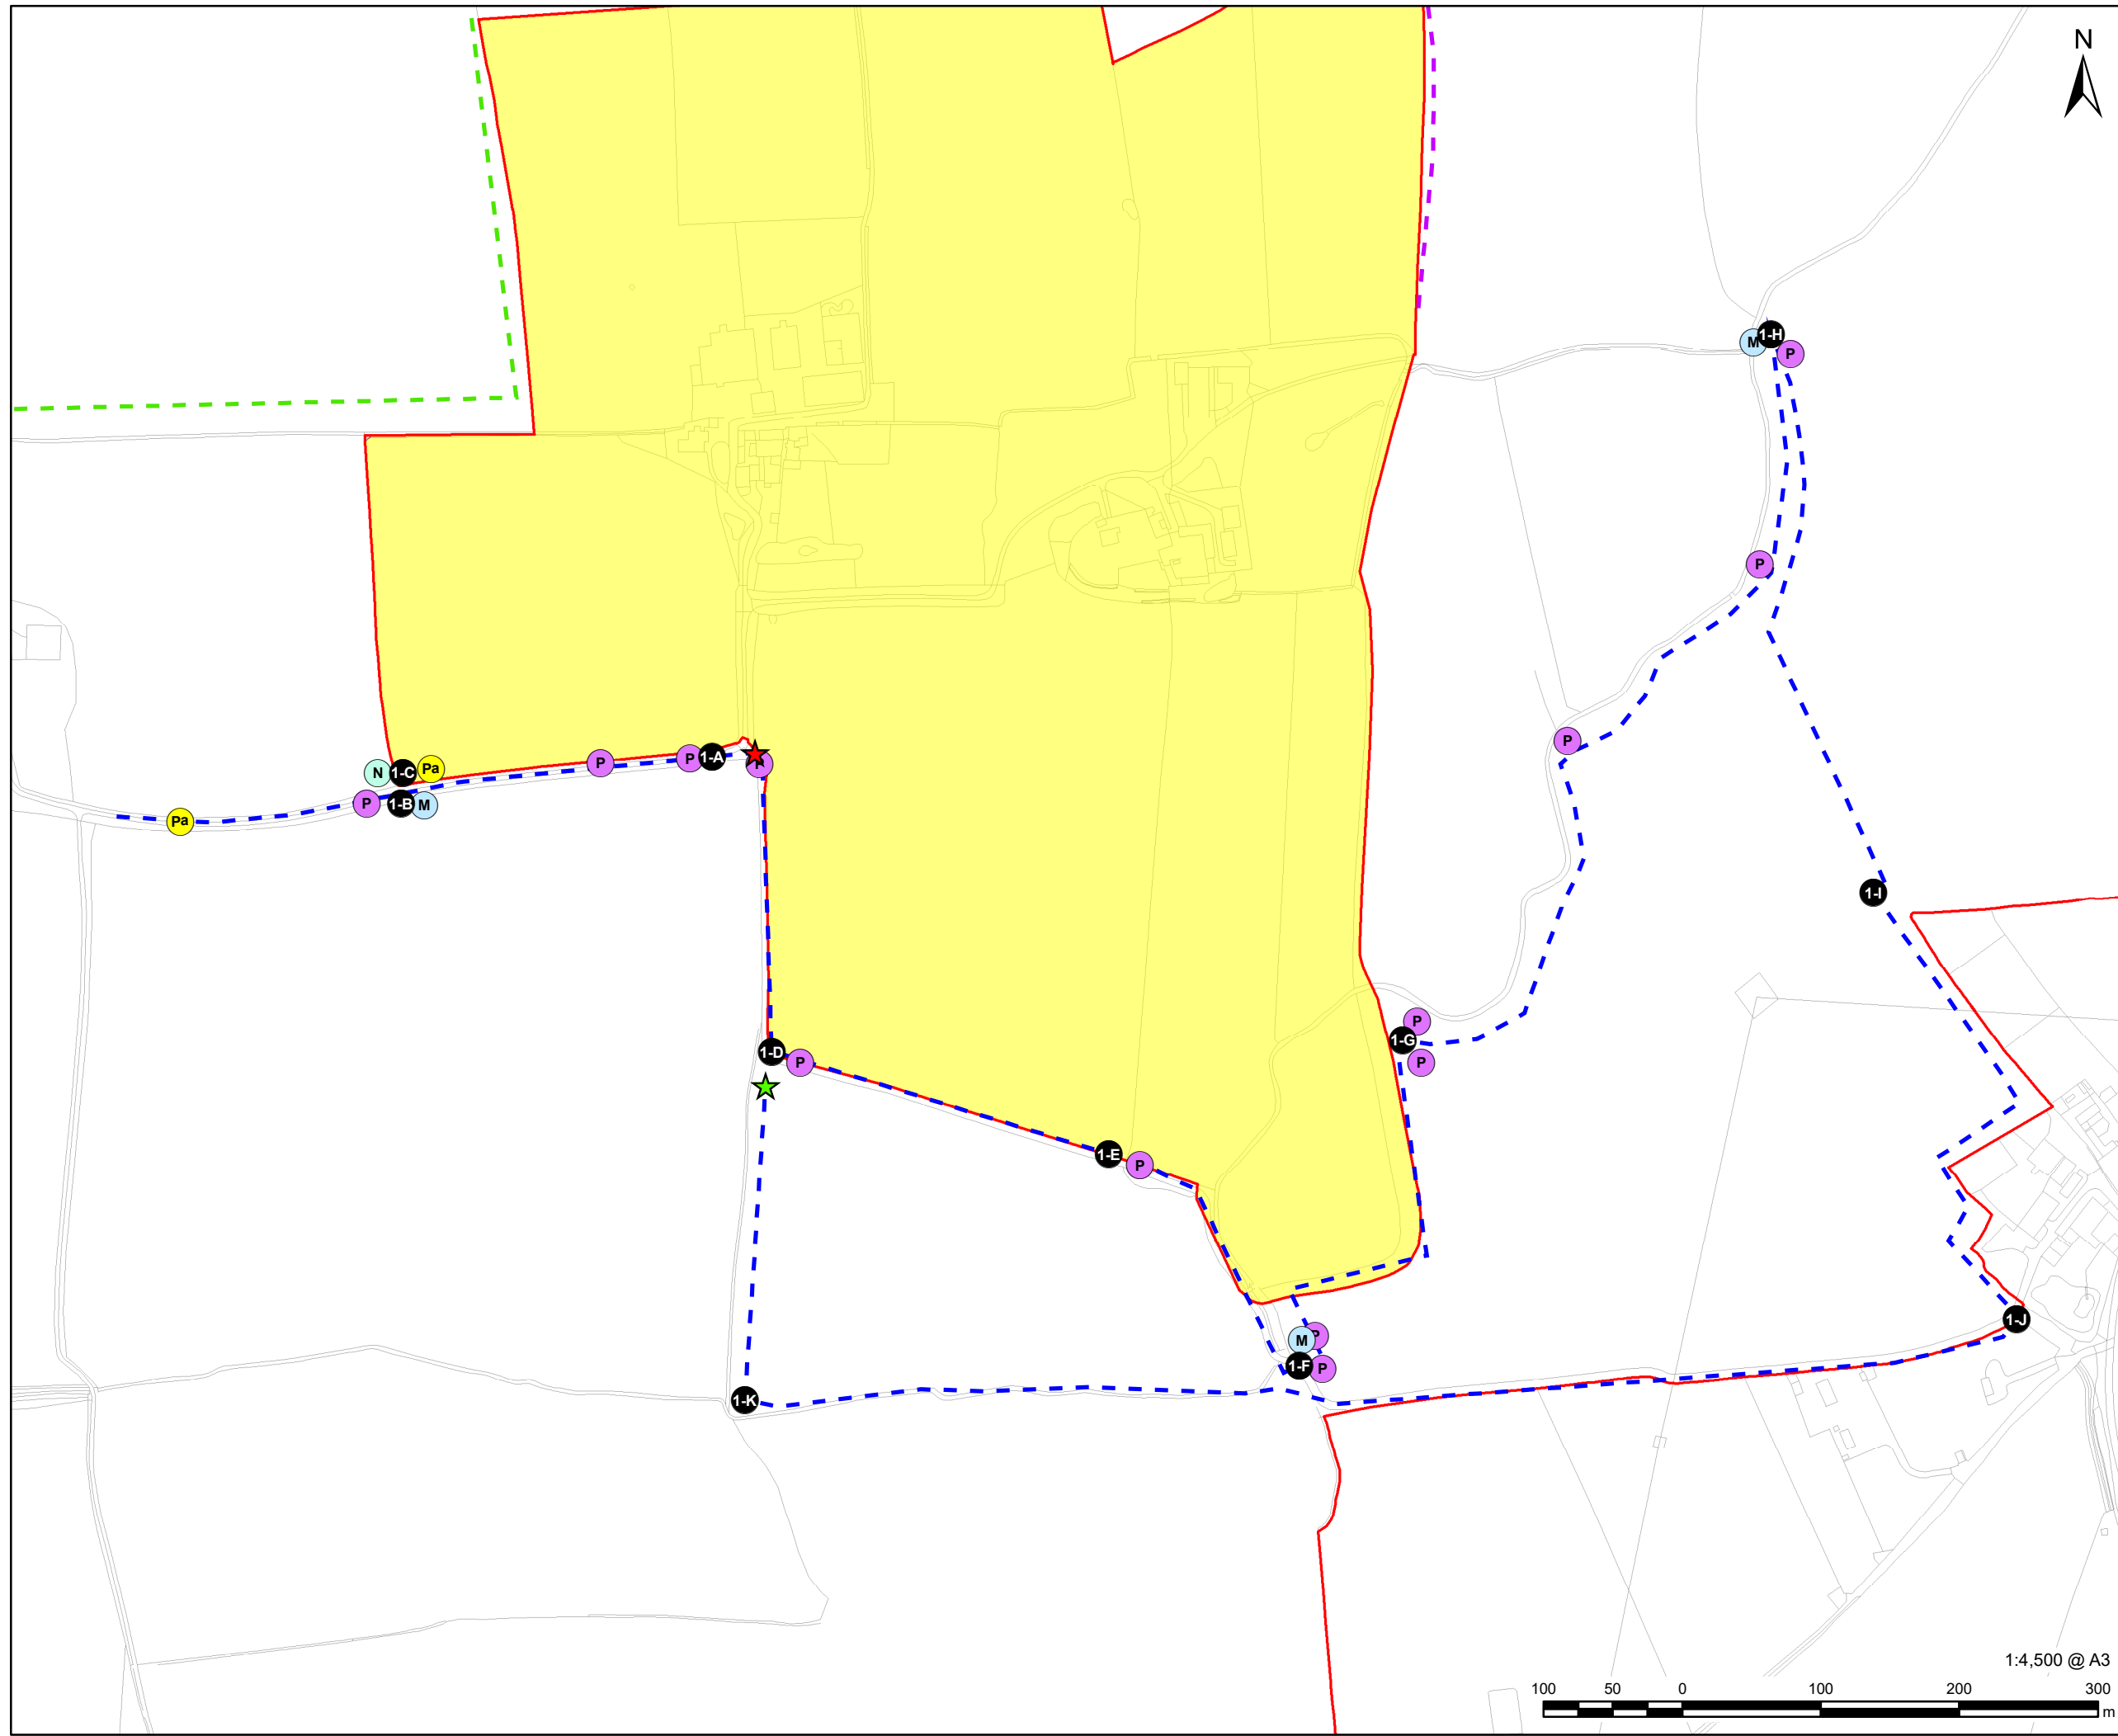 N
M 1-H
P
P
P
N 1-C Pa
P P 1-A P
P 1-B M
Pa
1-I
P
1-G
P
1-D P
1-E P
M P
1-F P
1-J
1-K
1:4,500 @ A3
100 50 0 100 200 300
m